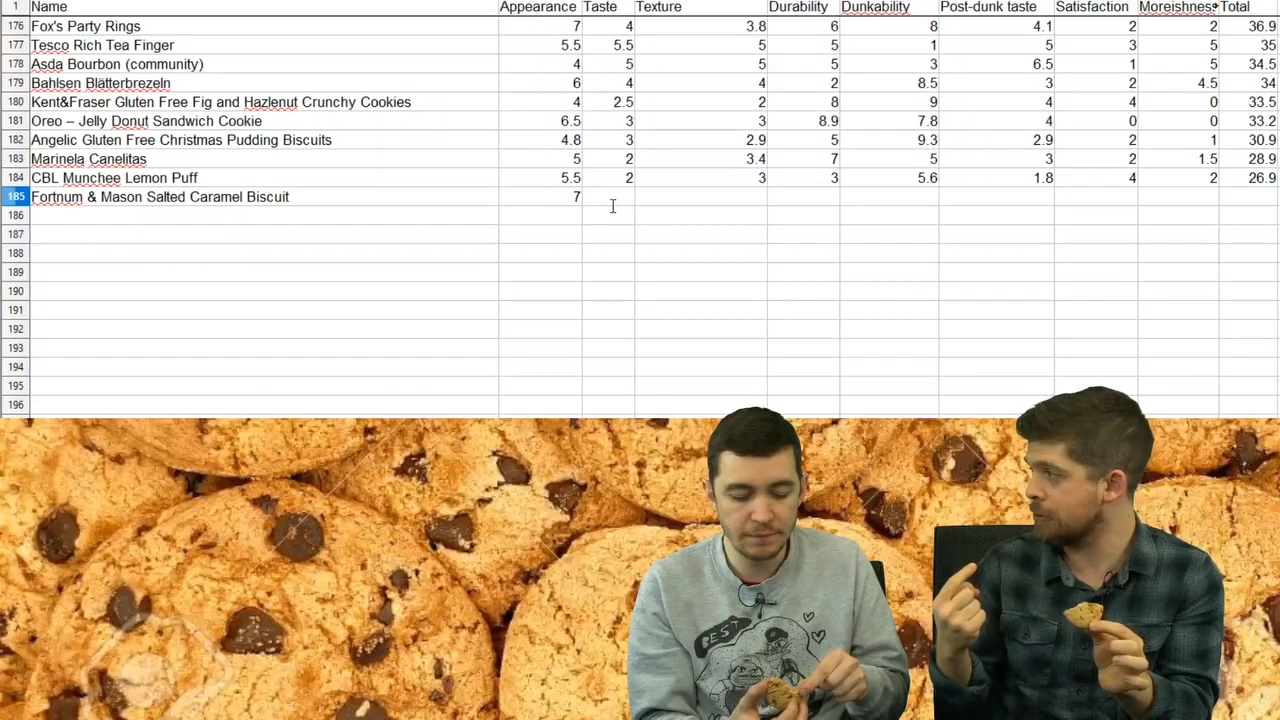 1 Name Appearance Taste Texture Durability Dunkability Post-dunk taste Satisfaction Moreishness Total
176 Fox's Party Rings 7 4 3.8 6 8 4.1 2 2 36.9
177 Tesco Rich Tea Finger 5.5 5.5 5 5 1 5 3 5 35
178 Asda Bourbon (community) 4 5 5 5 3 6.5 1 5 34.5
179 Bahlsen Blätterbrezeln 6 4 4 2 8.5 3 2 4.5 34
180 Kent&Fraser Gluten Free Fig and Hazlenut Crunchy Cookies 4 2.5 2 8 9 4 4 0 33.5
181 Oreo – Jelly Donut Sandwich Cookie 6.5 3 3 8.9 7.8 4 0 0 33.2
182 Angelic Gluten Free Christmas Pudding Biscuits 4.8 3 2.9 5 9.3 2.9 2 1 30.9
183 Marinela Canelitas 5 2 3.4 7 5 3 2 1.5 28.9
184 CBL Munchee Lemon Puff 5.5 2 3 3 5.6 1.8 4 2 26.9
185 Fortnum & Mason Salted Caramel Biscuit 7
186
187
188
189
190
191
192
193
194
195
196
BEST